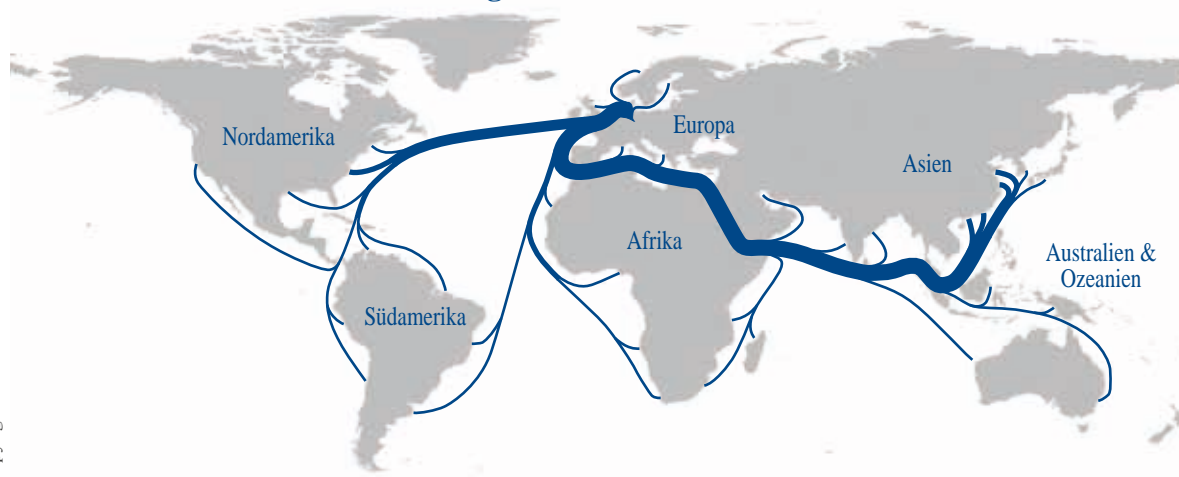 Nordamerika
Europa
Asien
Afrika
Australien &
Ozeanien
Südamerika